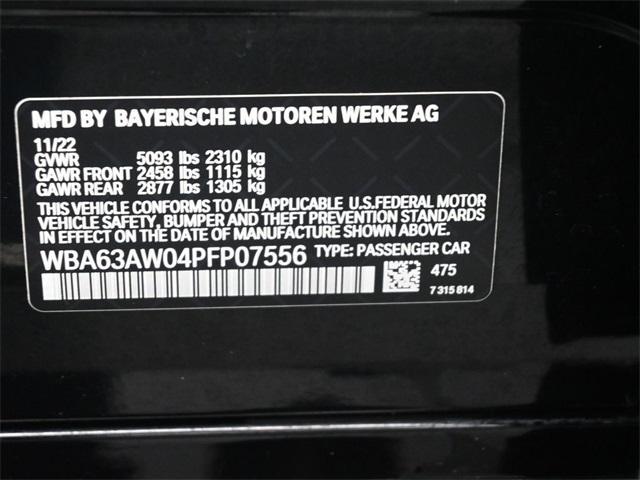 MFD BY BAYERISCHE MOTOREN WERKE AG
11/22
GVWR 5093 lbs 2310 kg
GAWR FRONT 2458 lbs 1115 kg
GAWR REAR 2877 lbs 1305 kg
THIS VEHICLE CONFORMS TO ALL APPLICABLE U.S.FEDERAL MOTOR
VEHICLE SAFETY, BUMPER AND THEFT PREVENTION STANDARDS
IN EFFECT ON THE DATE OF MANUFACTURE SHOWN ABOVE.
WBA63AW04PFP07556 TYPE: PASSENGER CAR
475
7 315 814